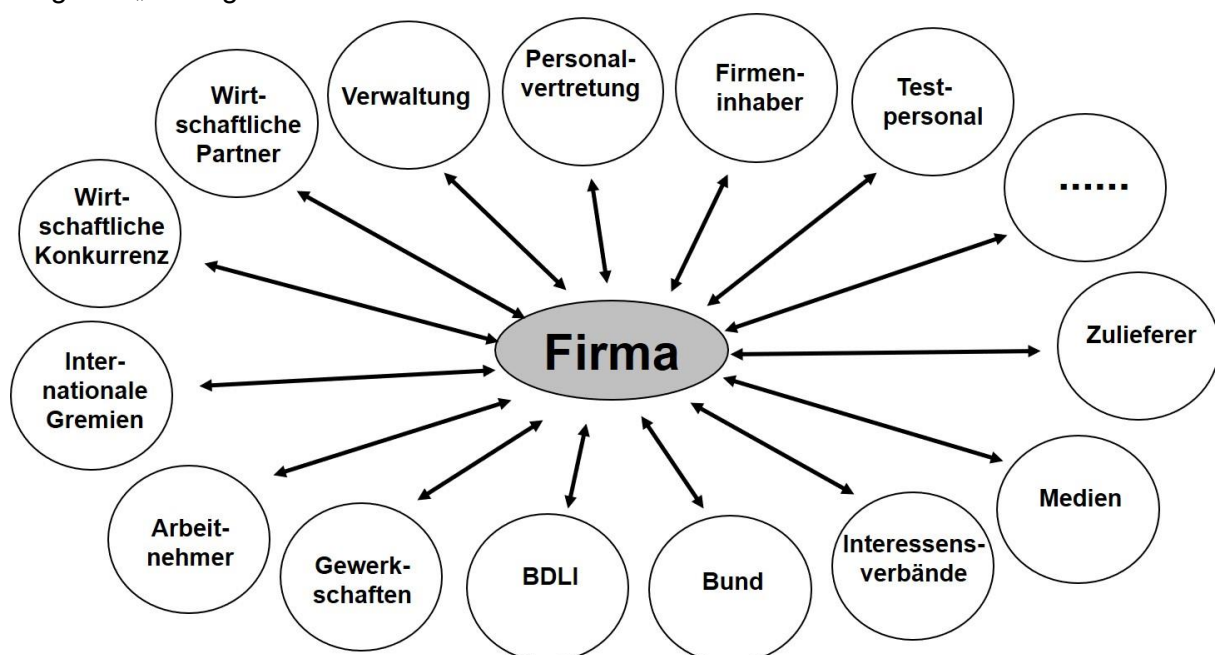 Personal-
vertretung
Firmen-
inhaber
Test-
personal
Verwaltung
Wirt-
schaftliche
Partner
......
Wirt-
schaftliche
Konkurrenz
Zulieferer
Firma
Inter-
nationale
Gremien
Medien
Arbeit-
nehmer
Gewerk-
schaften
BDLI
Bund
Interessens-
verbände